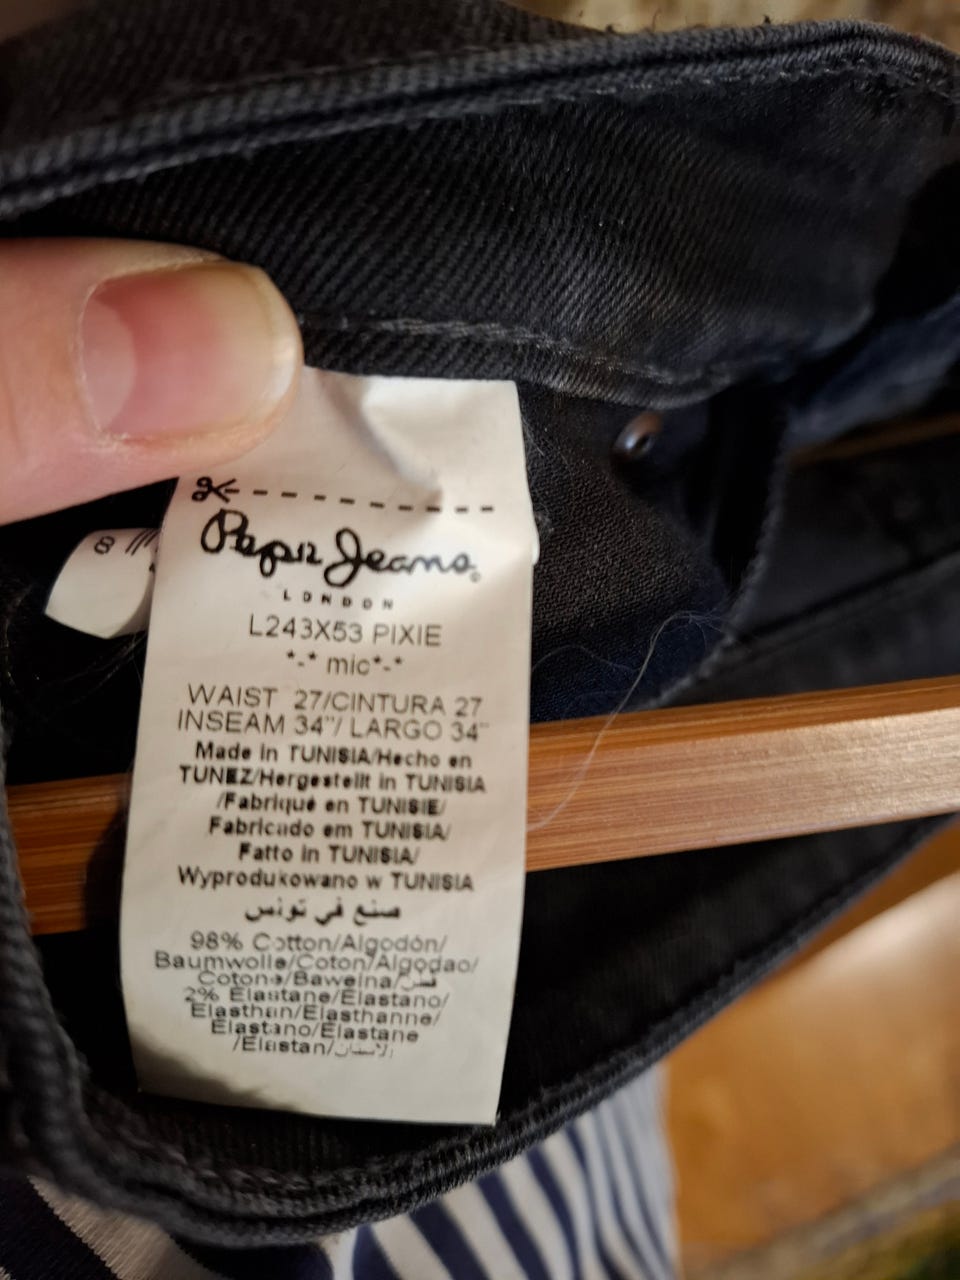 Pepe Jeans
LONDON
L243X53 PIXIE
*-* mic*-*
WAIST 27/CINTURA 27
INSEAM 34"/ LARGO 34"
Made in TUNISIA/Hecho en
TUNEZ/Hergestellt in TUNISIA
/Fabriqué en TUNISIE/
Fabricado em TUNISIA/
Fatto in TUNISIA/
Wyprodukowano w TUNISIA
صنع في تونس
98% Cotton/Algodón/
Baumwolle/Coton/Algodao/
Cotone/Bawelna/قطن
2% Elastane/Elastano/
Elasthan/Elasthanne/
Elastano/Elastane
/Elastan/
8